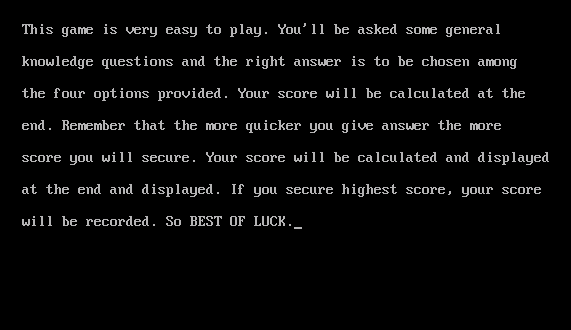 This game is very easy to play. You'll be asked some general
knowledge questions and the right answer is to be chosen among
the four options provided. Your score will be calculated at the
end. Remember that the more quicker you give answer the more
score you will secure. Your score will be calculated and displayed
at the end and displayed. If you secure highest score, your score
will be recorded. So BEST OF LUCK._